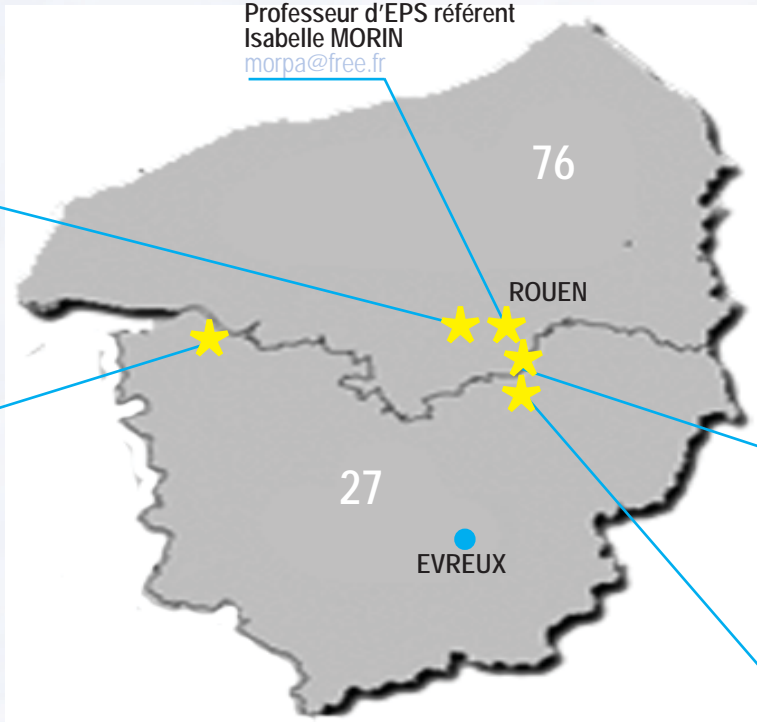 Professeur d'EPS référent
Isabelle MORIN
morpa@free.fr
76
ROUEN
27
EVREUX